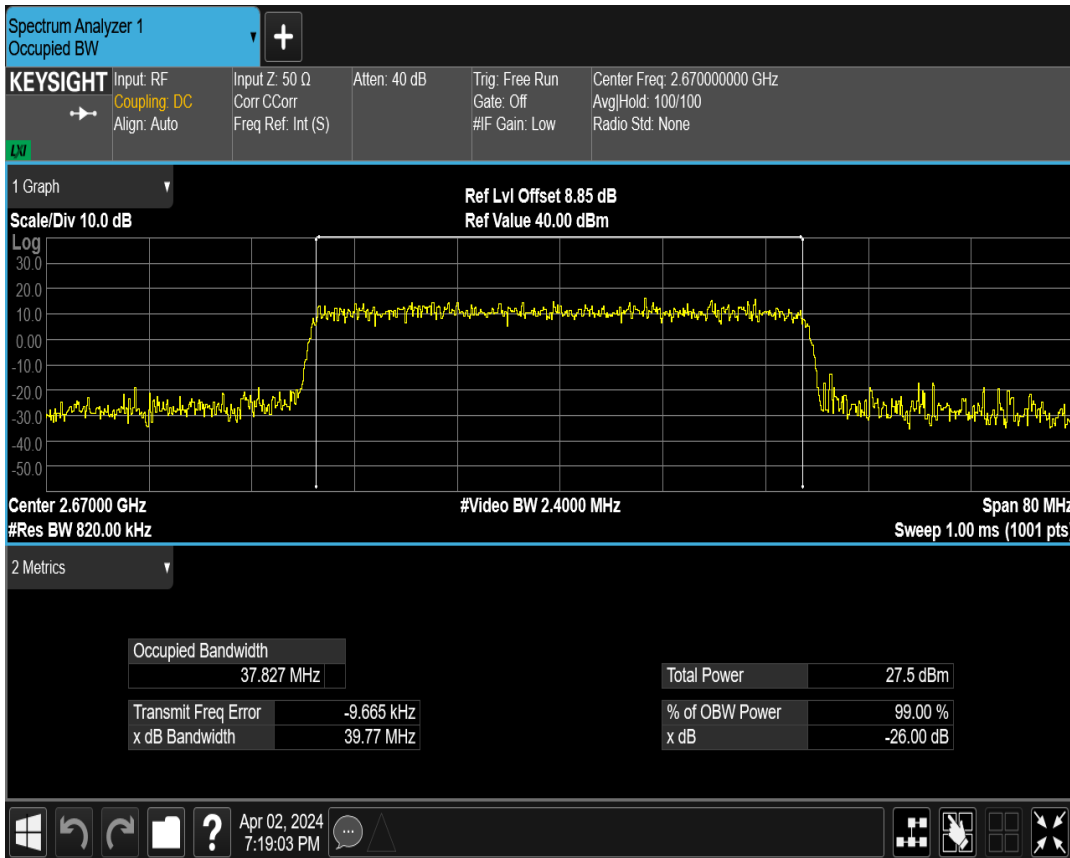 Spectrum Analyzer 1
Occupied BW
+
KEYSIGHT
LXI
Input: RF
Coupling: DC
Align: Auto
Input Z: 50 Ω
Corr CCorr
Freq Ref: Int (S)
Atten: 40 dB
Trig: Free Run
Gate: Off
#IF Gain: Low
Center Freq: 2.670000000 GHz
Avg|Hold: 100/100
Radio Std: None
1 Graph
Scale/Div 10.0 dB
Ref Lvl Offset 8.85 dB
Ref Value 40.00 dBm
Log
30.0
20.0
10.0
0.00
-10.0
-20.0
-30.0
-40.0
-50.0
Center 2.67000 GHz
#Video BW 2.4000 MHz
Span 80 MHz
#Res BW 820.00 kHz
Sweep 1.00 ms (1001 pts)
2 Metrics
Occupied Bandwidth
37.827 MHz
Total Power 27.5 dBm
Transmit Freq Error -9.665 kHz
% of OBW Power 99.00 %
x dB Bandwidth 39.77 MHz
x dB -26.00 dB
?
Apr 02, 2024
7:19:03 PM